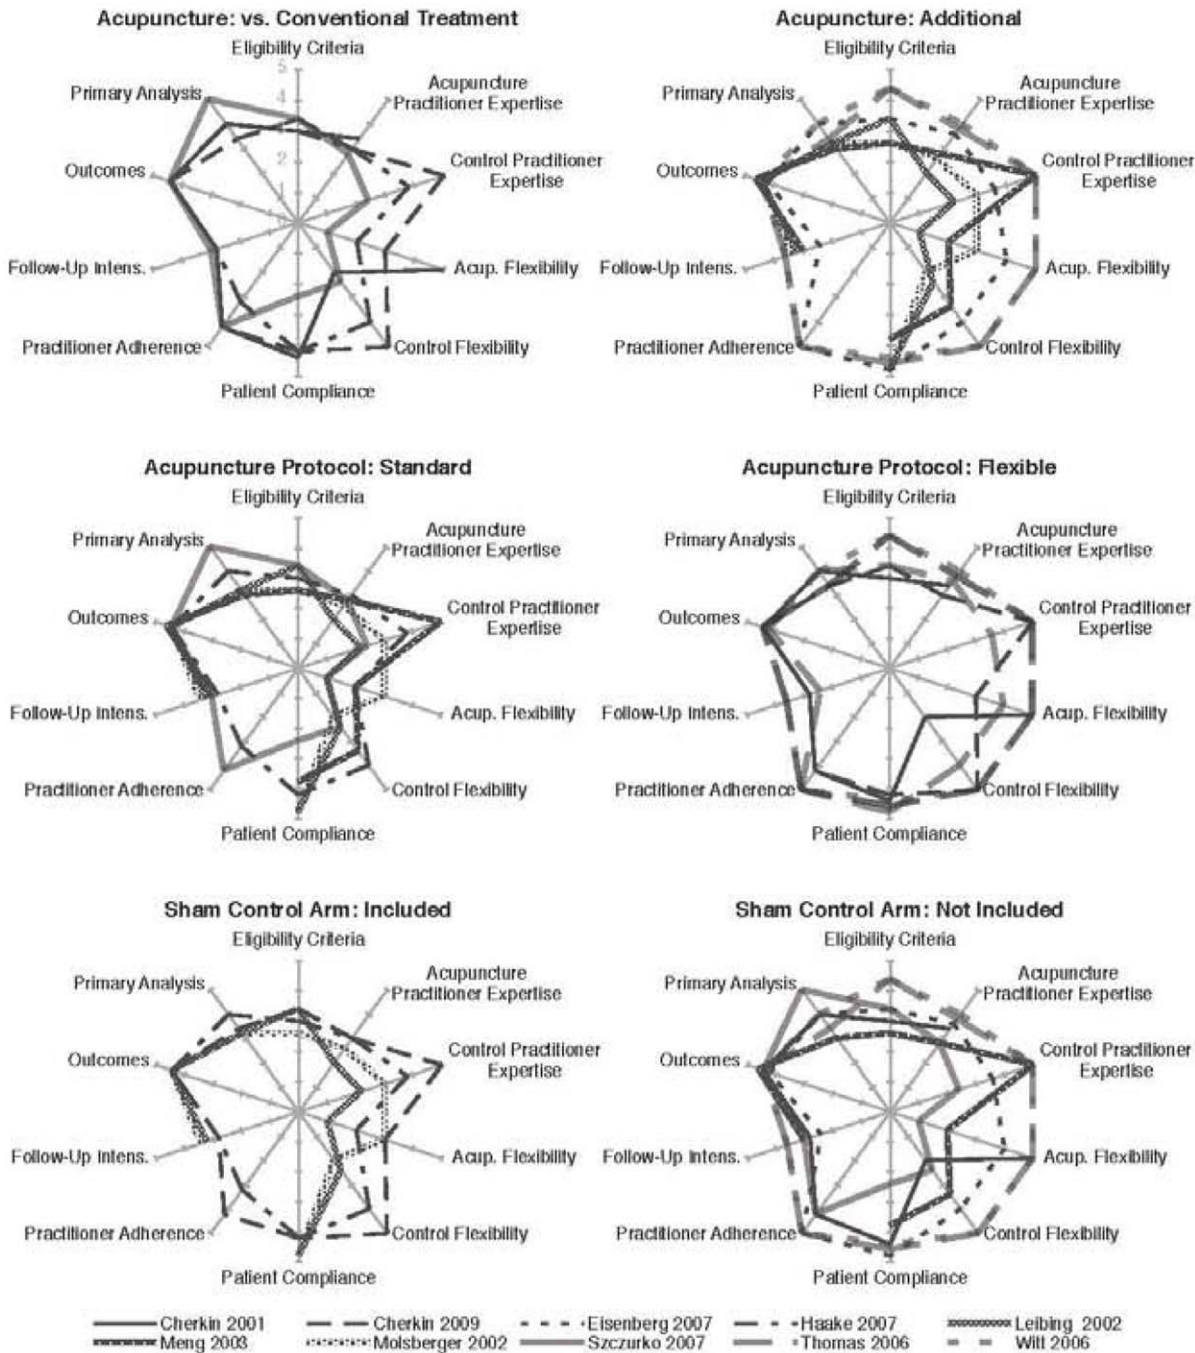 Acupuncture: vs. Conventional Treatment
Eligibility Criteria
Primary Analysis
Acupuncture
Practitioner Expertise
Outcomes
Control Practitioner
Expertise
Follow-Up Intens.
Acup. Flexibility
Practitioner Adherence
Control Flexibility
Patient Compliance
5
4
3
2
1
0
Acupuncture: Additional
Eligibility Criteria
Primary Analysis
Acupuncture
Practitioner Expertise
Outcomes
Control Practitioner
Expertise
Follow-Up Intens.
Acup. Flexibility
Practitioner Adherence
Control Flexibility
Patient Compliance
Acupuncture Protocol: Standard
Eligibility Criteria
Primary Analysis
Acupuncture
Practitioner Expertise
Outcomes
Control Practitioner
Expertise
Follow-Up Intens.
Acup. Flexibility
Practitioner Adherence
Control Flexibility
Patient Compliance
Acupuncture Protocol: Flexible
Eligibility Criteria
Primary Analysis
Acupuncture
Practitioner Expertise
Outcomes
Control Practitioner
Expertise
Follow-Up Intens.
Acup. Flexibility
Practitioner Adherence
Control Flexibility
Patient Compliance
Sham Control Arm: Included
Eligibility Criteria
Primary Analysis
Acupuncture
Practitioner Expertise
Outcomes
Control Practitioner
Expertise
Follow-Up Intens.
Acup. Flexibility
Practitioner Adherence
Control Flexibility
Patient Compliance
Sham Control Arm: Not Included
Eligibility Criteria
Primary Analysis
Acupuncture
Practitioner Expertise
Outcomes
Control Practitioner
Expertise
Follow-Up Intens.
Acup. Flexibility
Practitioner Adherence
Control Flexibility
Patient Compliance
Cherkin 2001 Cherkin 2009 Eisenberg 2007 Haake 2007 Leibing 2002
Meng 2003 Molsberger 2002 Szczurko 2007 Thomas 2006 Witt 2006